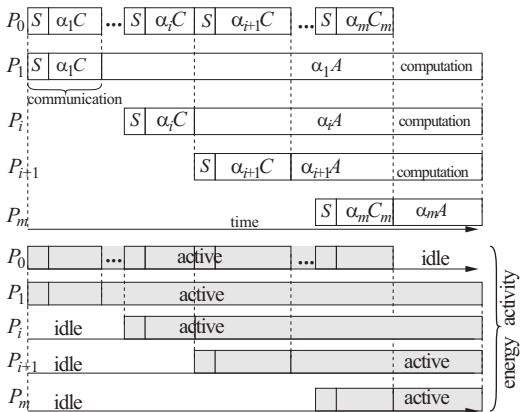 P₀ S α₁C ... S αᵢC S αᵢ₊₁C ... S αₘCₘ
P₁ S α₁C α₁A computation
communication
Pᵢ S αᵢC αᵢA computation
Pᵢ₊₁ S αᵢ₊₁C αᵢ₊₁A computation
Pₘ S αₘCₘ αₘA
time
P₀ ... active ... idle
P₁ active
Pᵢ idle active
Pᵢ₊₁ idle active
Pₘ idle active
energy activity